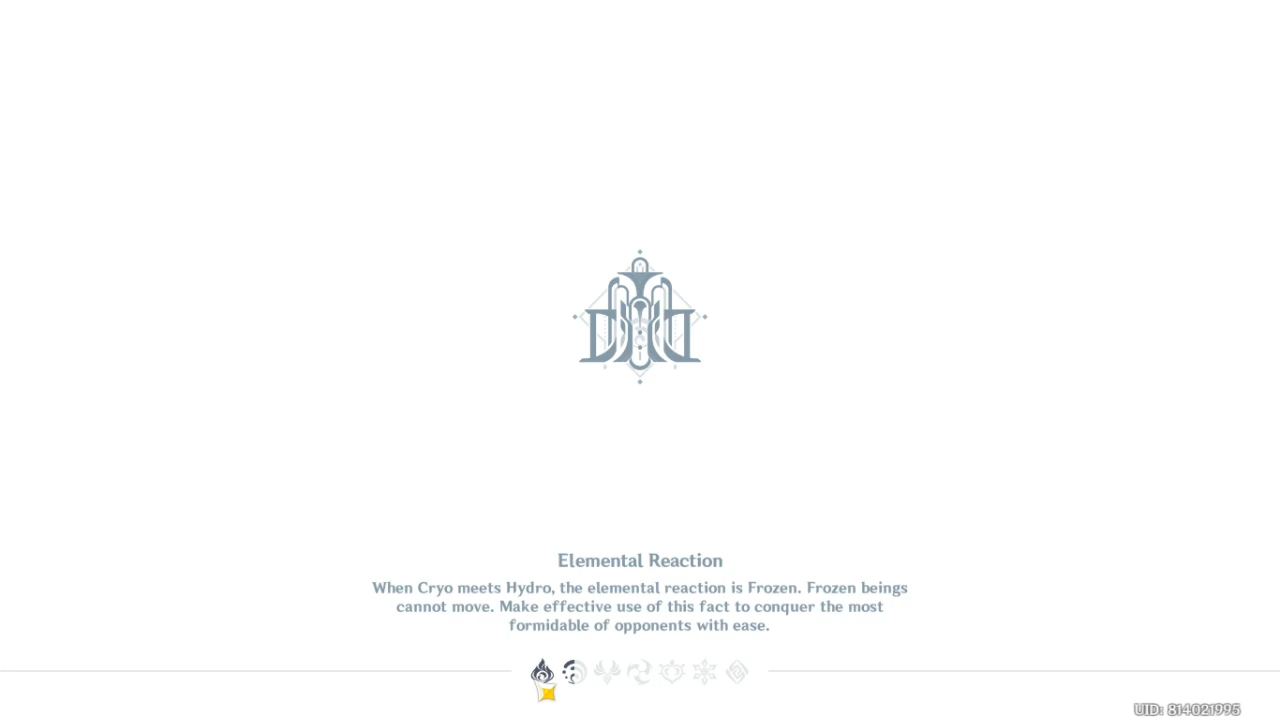 Elemental Reaction
When Cryo meets Hydro, the elemental reaction is Frozen. Frozen beings
cannot move. Make effective use of this fact to conquer the most
formidable of opponents with ease.
UID: 814021995